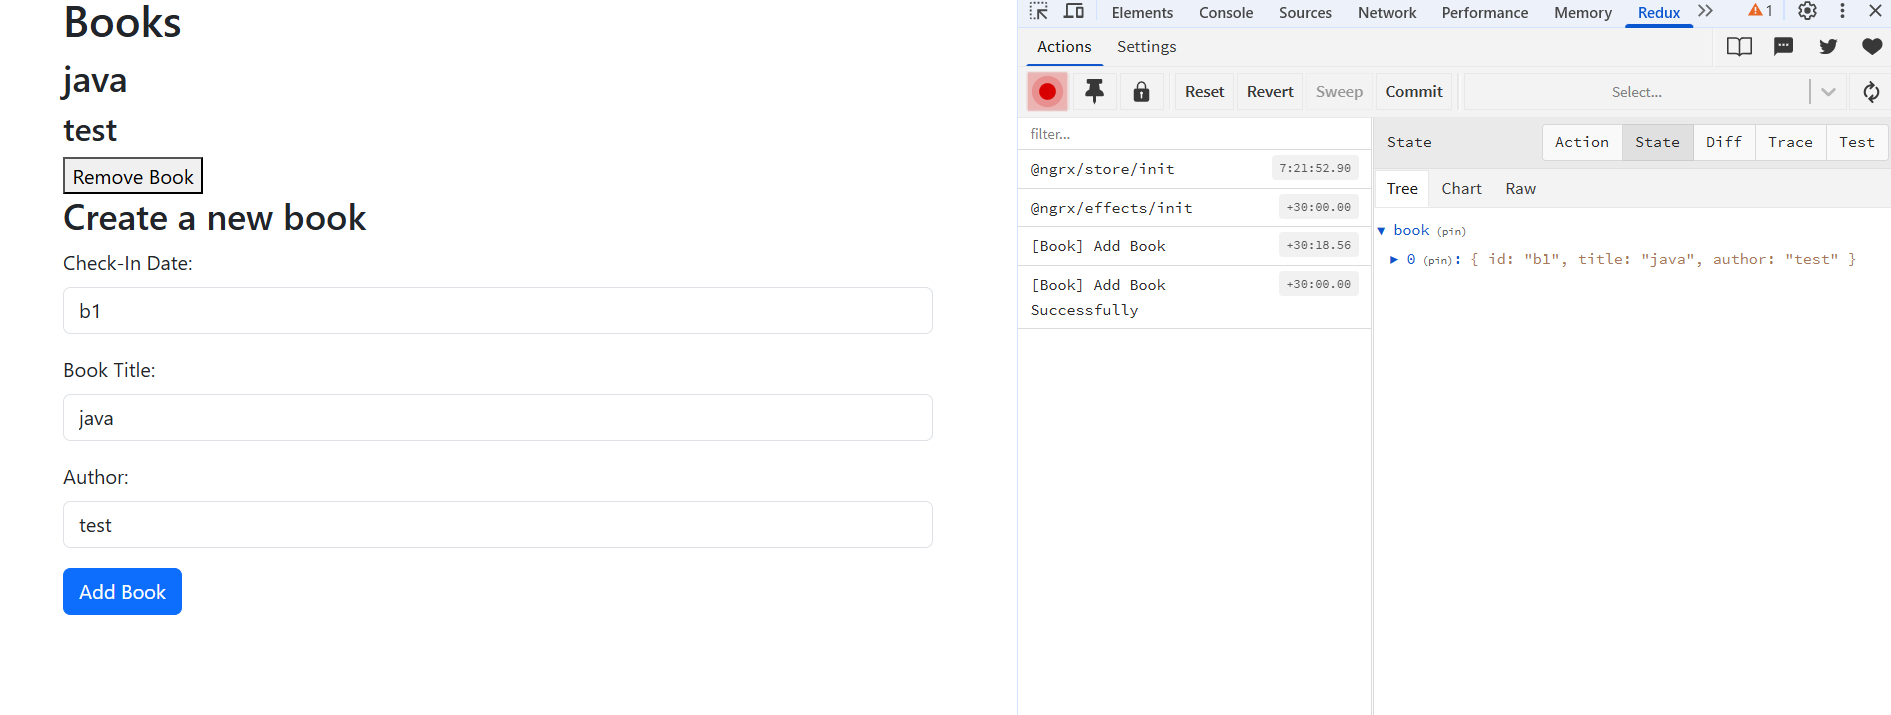 Books
java
test
Remove Book
Create a new book
Check-In Date:
b1
Book Title:
java
Author:
test
Add Book
Elements Console Sources Network Performance Memory Redux 1
Actions Settings
Reset Revert Sweep Commit Select...
filter...
@ngrx/store/init 7:21:52.90
@ngrx/effects/init +30:00.00
[Book] Add Book +30:18.56
[Book] Add Book +30:00.00
Successfully
State Action State Diff Trace Test
Tree Chart Raw
book (pin)
0 (pin): { id: "b1", title: "java", author: "test" }